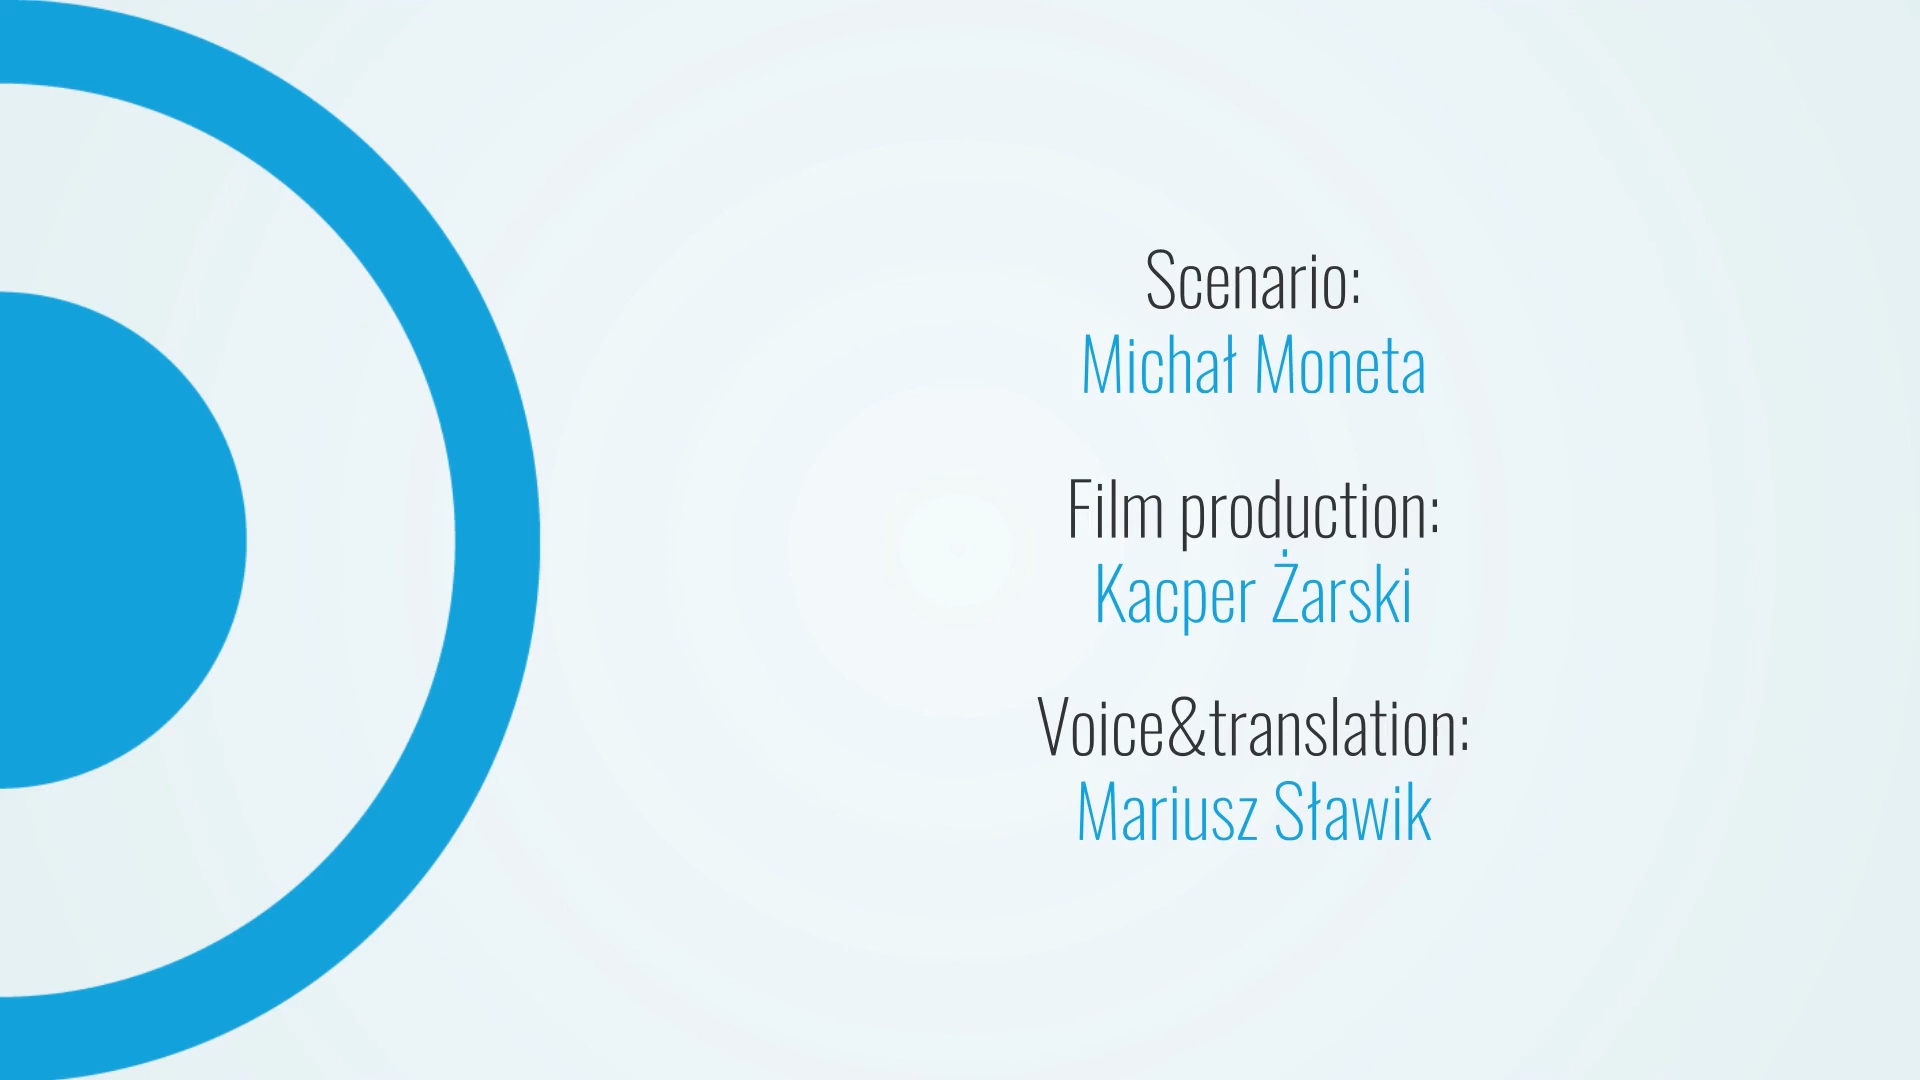 Scenario:
Michał Moneta
Film production:
Kacper Żarski
Voice&translation:
Mariusz Sławik